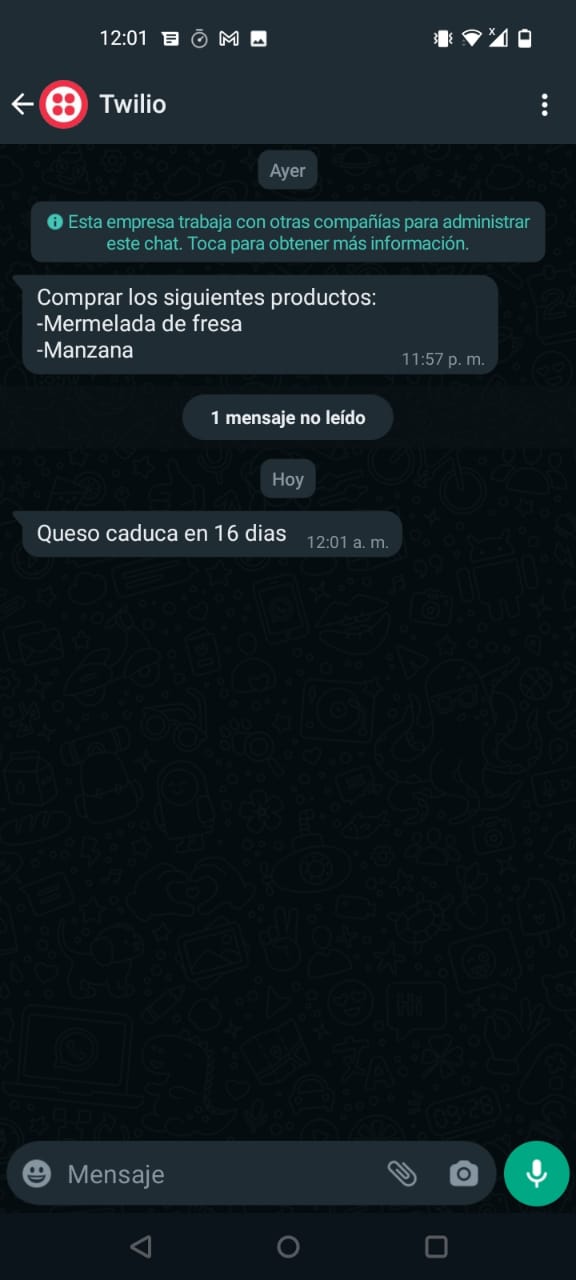 12:01
Twilio
Ayer
Esta empresa trabaja con otras compañías para administrar
este chat. Toca para obtener más información.
Comprar los siguientes productos:
-Mermelada de fresa
-Manzana
11:57 p. m.
1 mensaje no leído
Hoy
Queso caduca en 16 dias 12:01 a. m.
Mensaje